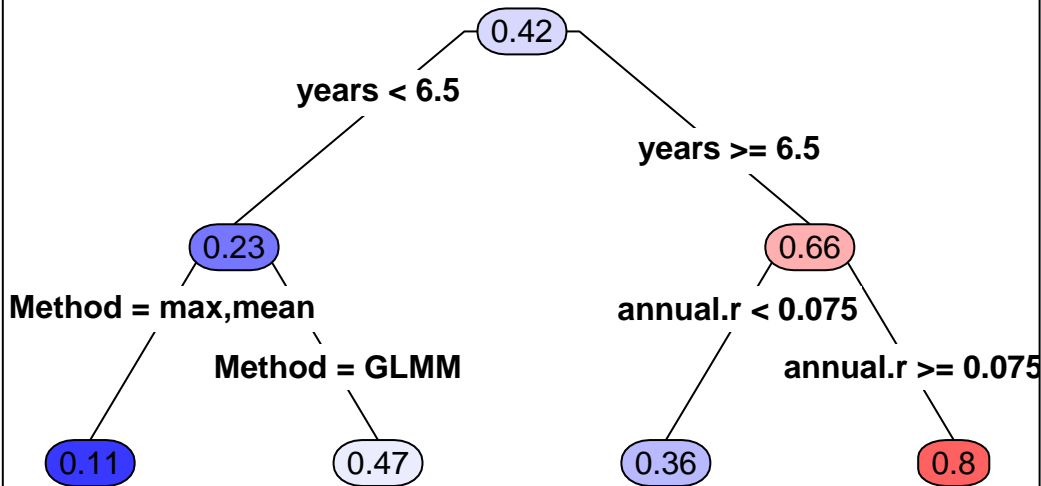 0.42
years < 6.5
years >= 6.5
0.23
0.66
Method = max,mean
annual.r < 0.075
Method = GLMM
annual.r >= 0.075
0.11
0.47
0.36
0.8